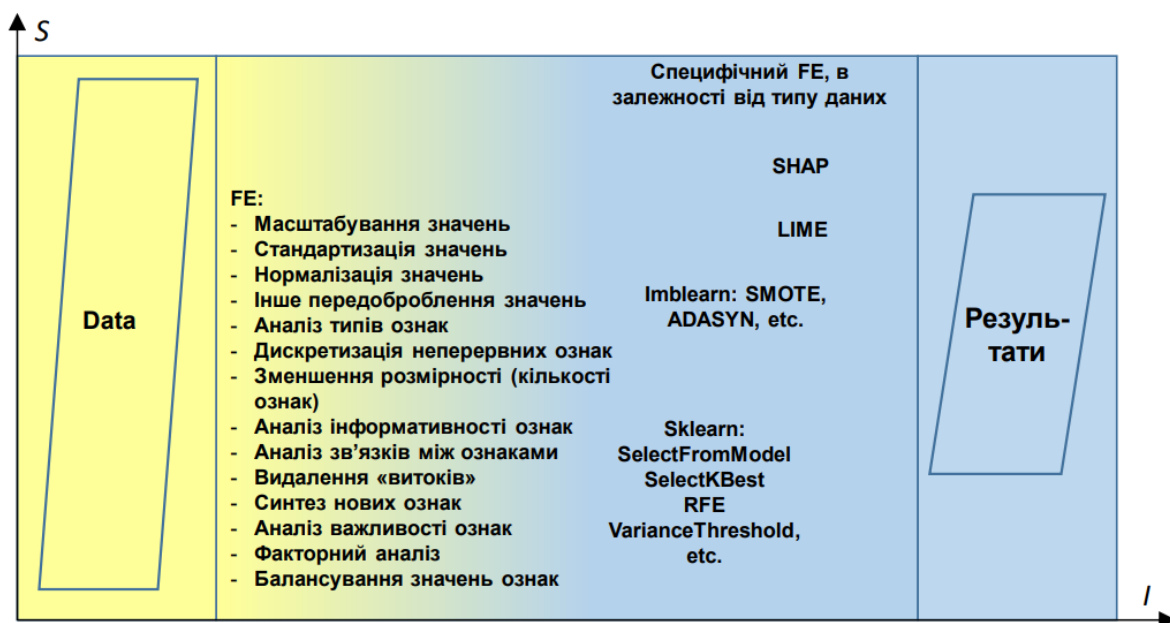 S
Data
FE:
- Масштабування значень
- Стандартизація значень
- Нормалізація значень
- Інше передоброблення значень
- Аналіз типів ознак
- Дискретизація неперервних ознак
- Зменшення розмірності (кількості
ознак)
- Аналіз інформативності ознак
- Аналіз зв’язків між ознаками
- Видалення «витоків»
- Синтез нових ознак
- Аналіз важливості ознак
- Факторний аналіз
- Балансування значень ознак
Специфічний FE, в
залежності від типу даних
SHAP
LIME
Imblearn: SMOTE,
ADASYN, etc.
Sklearn:
SelectFromModel
SelectKBest
RFE
VarianceThreshold,
etc.
Резуль-
тати
I